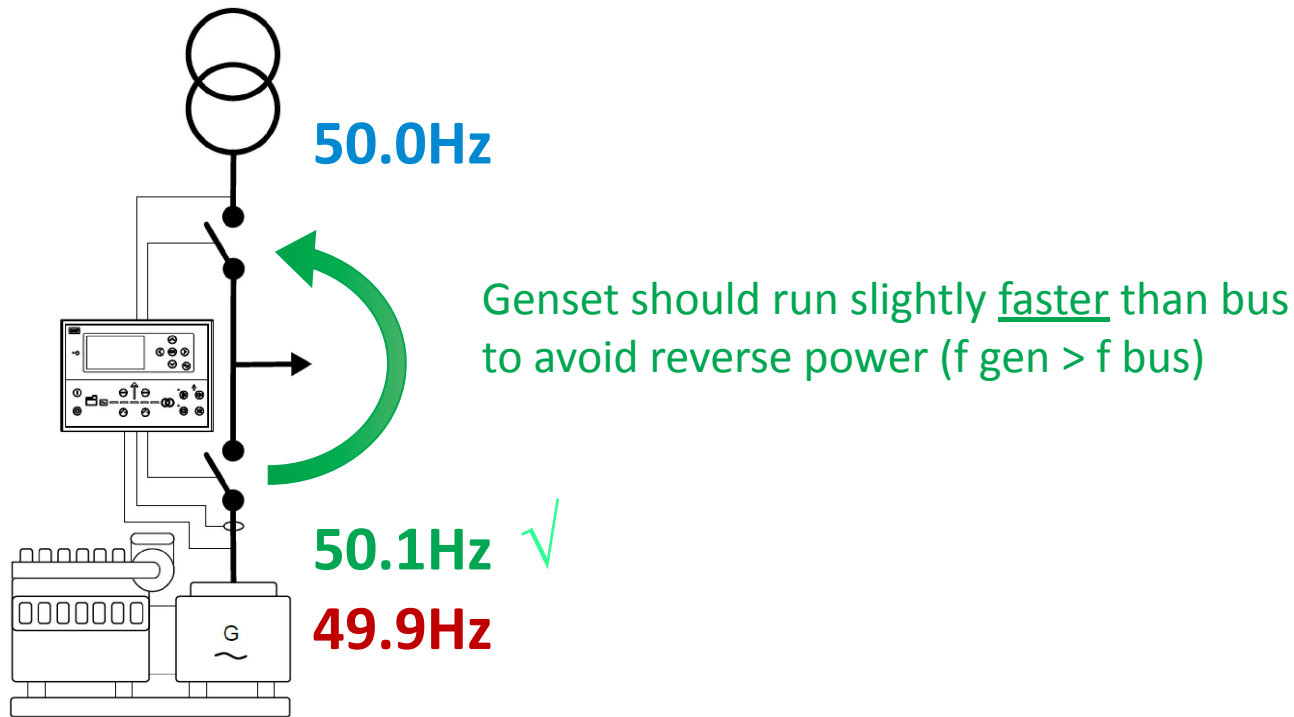 50.0Hz
Genset should run slightly faster than bus
to avoid reverse power (f gen > f bus)
50.1Hz √
49.9Hz
G